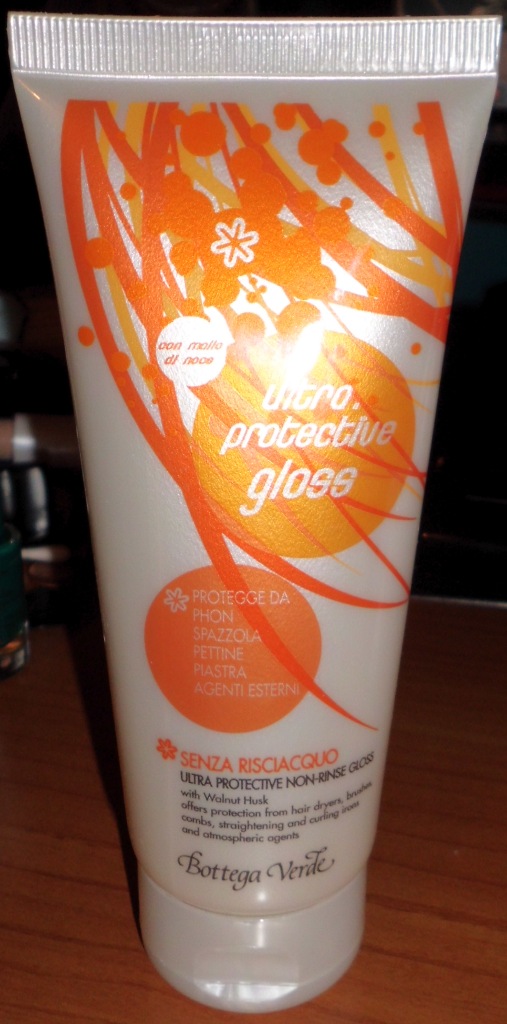 con mallo
di noce
ultra.
protective
gloss
PROTEGGE DA
PHON
SPAZZOLA
PETTINE
PIASTRA
AGENTI ESTERNI
SENZA RISCIACQUO
ULTRA PROTECTIVE NON-RINSE GLOSS
with Walnut Husk
offers protection from hair dryers, brushes
combs, straightening and curling irons
and atmospheric agents
Bottega Verde